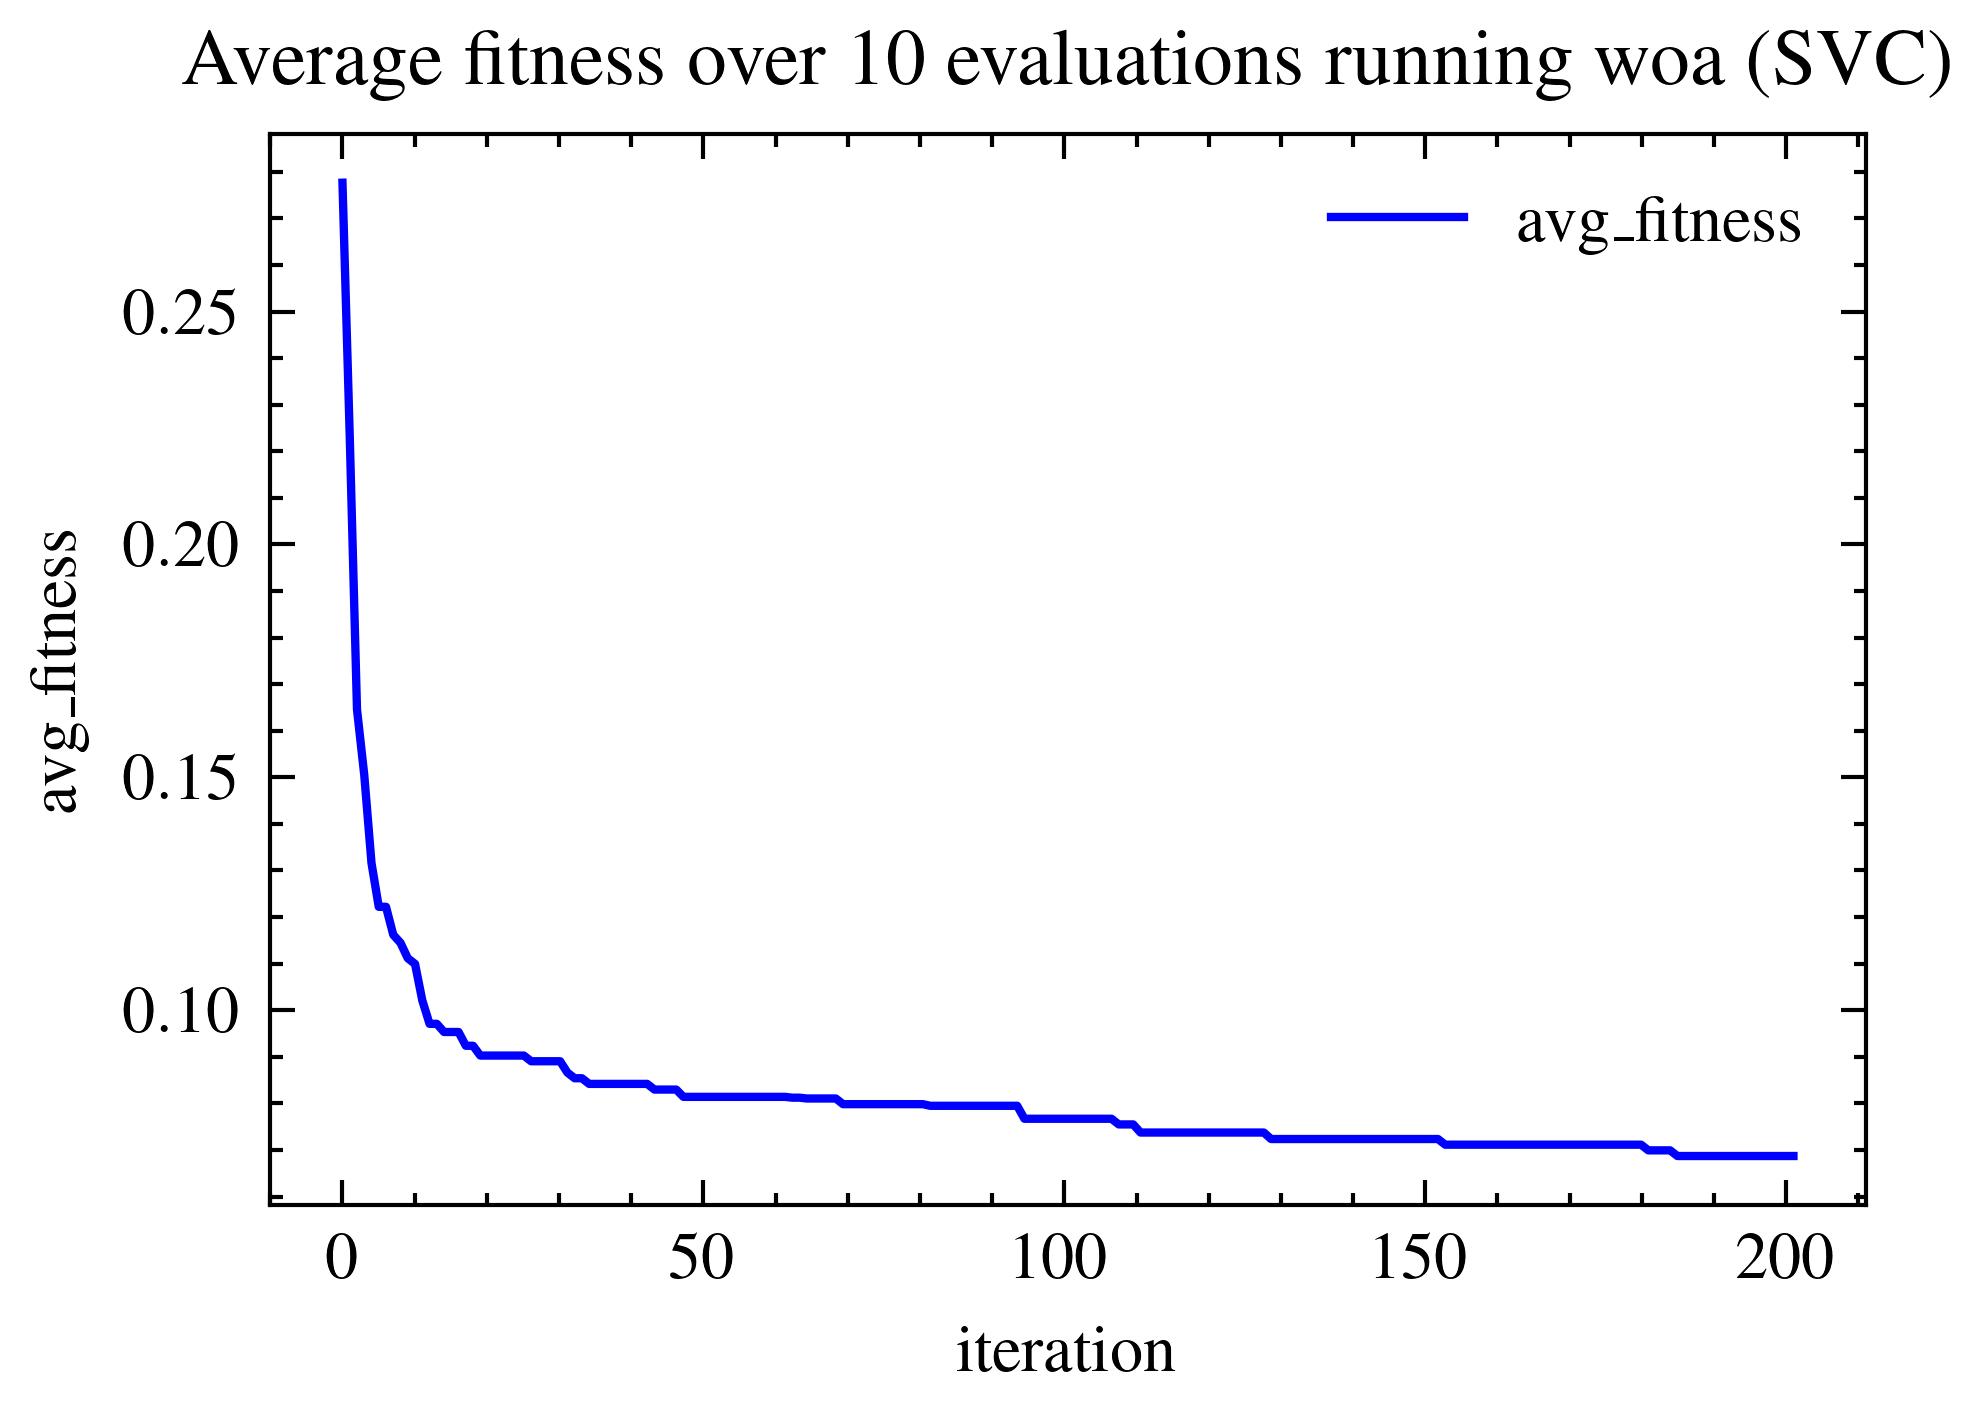 Average fitness over 10 evaluations running woa (SVC)
avg_fitness
0.25
0.20
0.15
0.10
avg_fitness
0 50 100 150 200
iteration